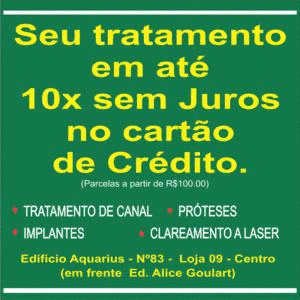 Seu tratamento
em até
10x sem Juros
no cartão
de Crédito.
(Parcelas a partir de R$100.00)
TRATAMENTO DE CANAL PRÓTESES
IMPLANTES CLAREAMENTO A LASER
Edificio Aquarius - Nº83 - Loja 09 - Centro
(em frente Ed. Alice Goulart)